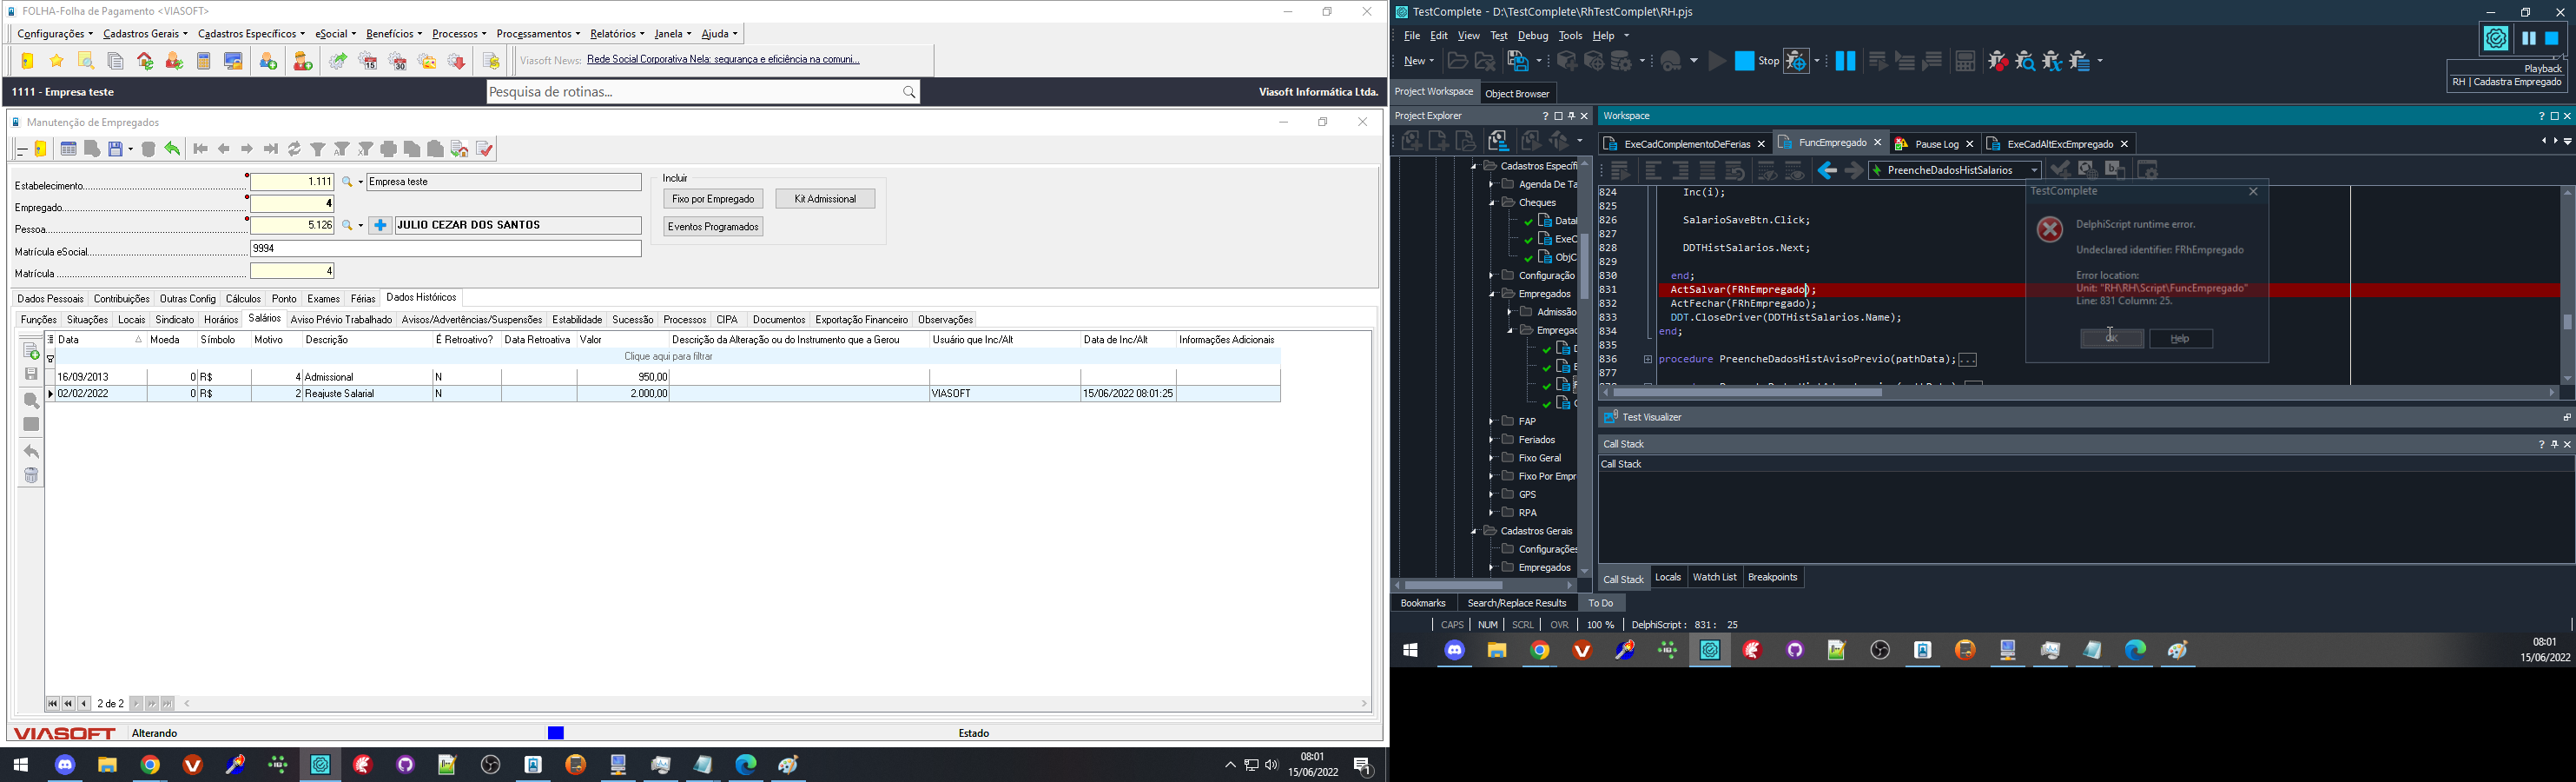 FOLHA-Folha de Pagamento <VIASOFT>
Configurações Cadastros Gerais Cadastros Específicos eSocial Benefícios Processos Processamentos Relatórios Janela Ajuda
15 30
Viasoft News: Rede Social Corporativa Nela: segurança e eficiência na comuni...
1111 - Empresa teste
Pesquisa de rotinas...
Viasoft Informática Ltda.
Manutenção de Empregados
Estabelecimento
1.111
Empresa teste
Empregado
4
Pessoa
5.126
JULIO CEZAR DOS SANTOS
Matrícula eSocial
9994
Matrícula
4
Incluir
Fixo por Empregado
Kit Admissional
Eventos Programados
Dados Pessoais Contribuições Outras Config Cálculos Ponto Exames Férias Dados Históricos
Funções Situações Locais Sindicato Horários Salários Aviso Prévio Trabalhado Avisos/Advertências/Suspensões Estabilidade Sucessão Processos CIPA Documentos Exportação Financeiro Observações
Data Moeda Símbolo Motivo Descrição É Retroativo? Data Retroativa Valor Descrição da Alteração ou do Instrumento que a Gerou Usuário que Inc/Alt Data de Inc/Alt Informações Adicionais
Clique aqui para filtrar
16/09/2013 0 R$ 4 Admissional N 950,00
02/02/2022 0 R$ 2 Reajuste Salarial N 2.000,00 VIASOFT 15/06/2022 08:01:25
2 de 2
VIASOFT
Alterando
Estado
08:01
15/06/2022
1
TestComplete - D:\TestComplete\RhTestComplet\RH.pjs
File Edit View Test Debug Tools Help
New
Stop
Playback
RH | Cadastra Empregado
Project Workspace Object Browser
Project Explorer
Workspace
ExeCadComplementoDeFerias FuncEmpregado Pause Log ExeCadAltExcEmpregado
PreencheDadosHistSalarios
Cadastros Específi
Agenda De Ta
Cheques
Datal
ExeC
ObjC
Configuração
Empregados
Admissão
Empregac
FAP
Feriados
Fixo Geral
Fixo Por Empr
GPS
RPA
Cadastros Gerais
Configurações
Empregados
824 Inc(i);
825
826 SalarioSaveBtn.Click;
827
828 DDTHistSalarios.Next;
829
830 end;
831 ActSalvar(FRhEmpregado);
832 ActFechar(FRhEmpregado);
833 DDT.CloseDriver(DDTHistSalarios.Name);
834 end;
835
836 procedure PreencheDadosHistAvisoPrevio(pathData);...
877
TestComplete
DelphiScript runtime error.
Undeclared identifier: FRhEmpregado
Error location:
Unit: "RH\RH\Script\FuncEmpregado"
Line: 831 Column: 25.
OK
Help
Test Visualizer
Call Stack
Call Stack
Call Stack Locals Watch List Breakpoints
Bookmarks Search/Replace Results To Do
CAPS NUM SCRL OVR 100 % DelphiScript: 831: 25
08:01
15/06/2022